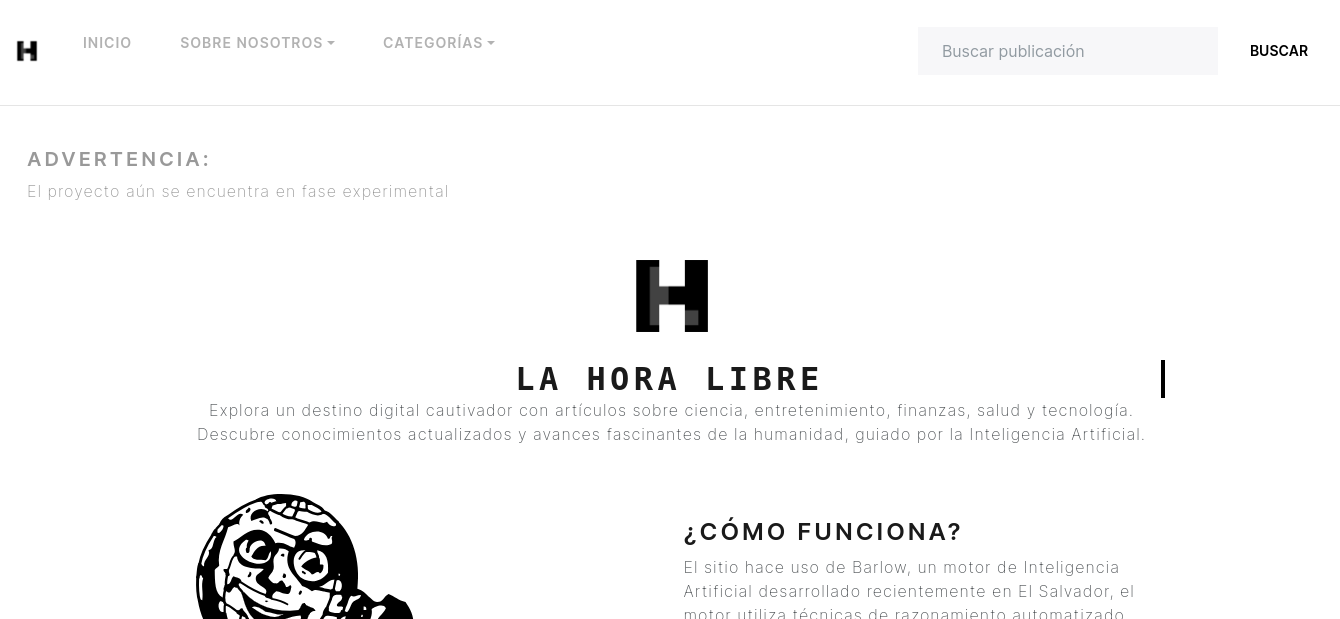 H
INICIO
SOBRE NOSOTROS
CATEGORÍAS
Buscar publicación
BUSCAR
ADVERTENCIA:
El proyecto aún se encuentra en fase experimental
H
LA HORA LIBRE
Explora un destino digital cautivador con artículos sobre ciencia, entretenimiento, finanzas, salud y tecnología.
Descubre conocimientos actualizados y avances fascinantes de la humanidad, guiado por la Inteligencia Artificial.
¿CÓMO FUNCIONA?
El sitio hace uso de Barlow, un motor de Inteligencia
Artificial desarrollado recientemente en El Salvador, el
motor utiliza técnicas de razonamiento automatizado